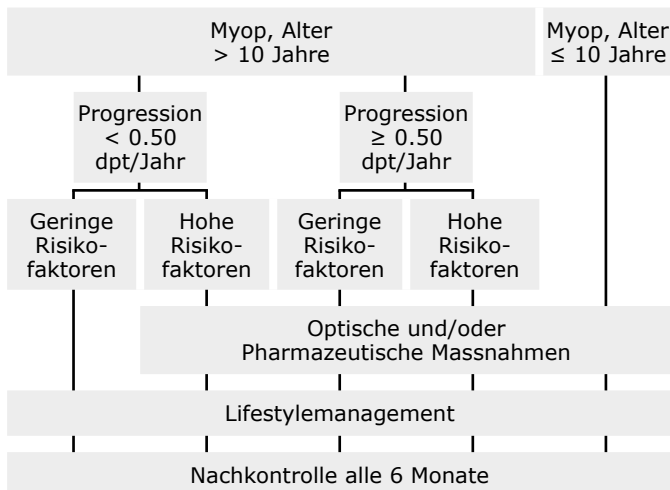 Myop, Alter
> 10 Jahre
Myop, Alter
≤ 10 Jahre
Progression
< 0.50
dpt/Jahr
Progression
≥ 0.50
dpt/Jahr
Geringe
Risiko-
faktoren
Hohe
Risiko-
faktoren
Geringe
Risiko-
faktoren
Hohe
Risiko-
faktoren
Optische und/oder
Pharmazeutische Massnahmen
Lifestylemanagement
Nachkontrolle alle 6 Monate